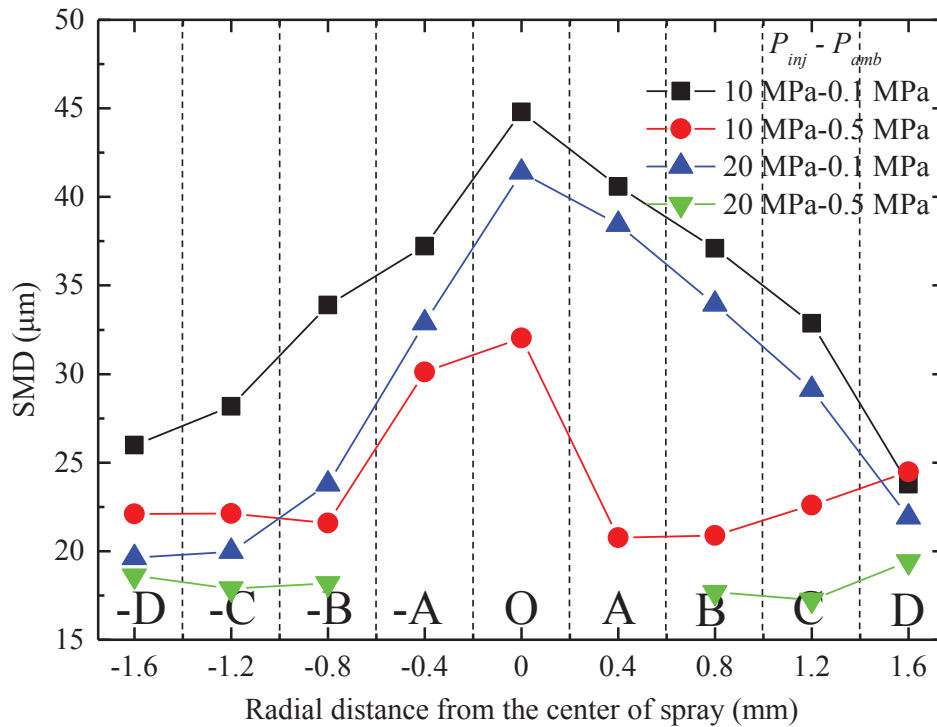 50
45
40
35
30
25
20
15
SMD (μm)
P_inj - P_amb
10 MPa-0.1 MPa
10 MPa-0.5 MPa
20 MPa-0.1 MPa
20 MPa-0.5 MPa
-D -C -B -A O A B C D
-1.6 -1.2 -0.8 -0.4 0 0.4 0.8 1.2 1.6
Radial distance from the center of spray (mm)